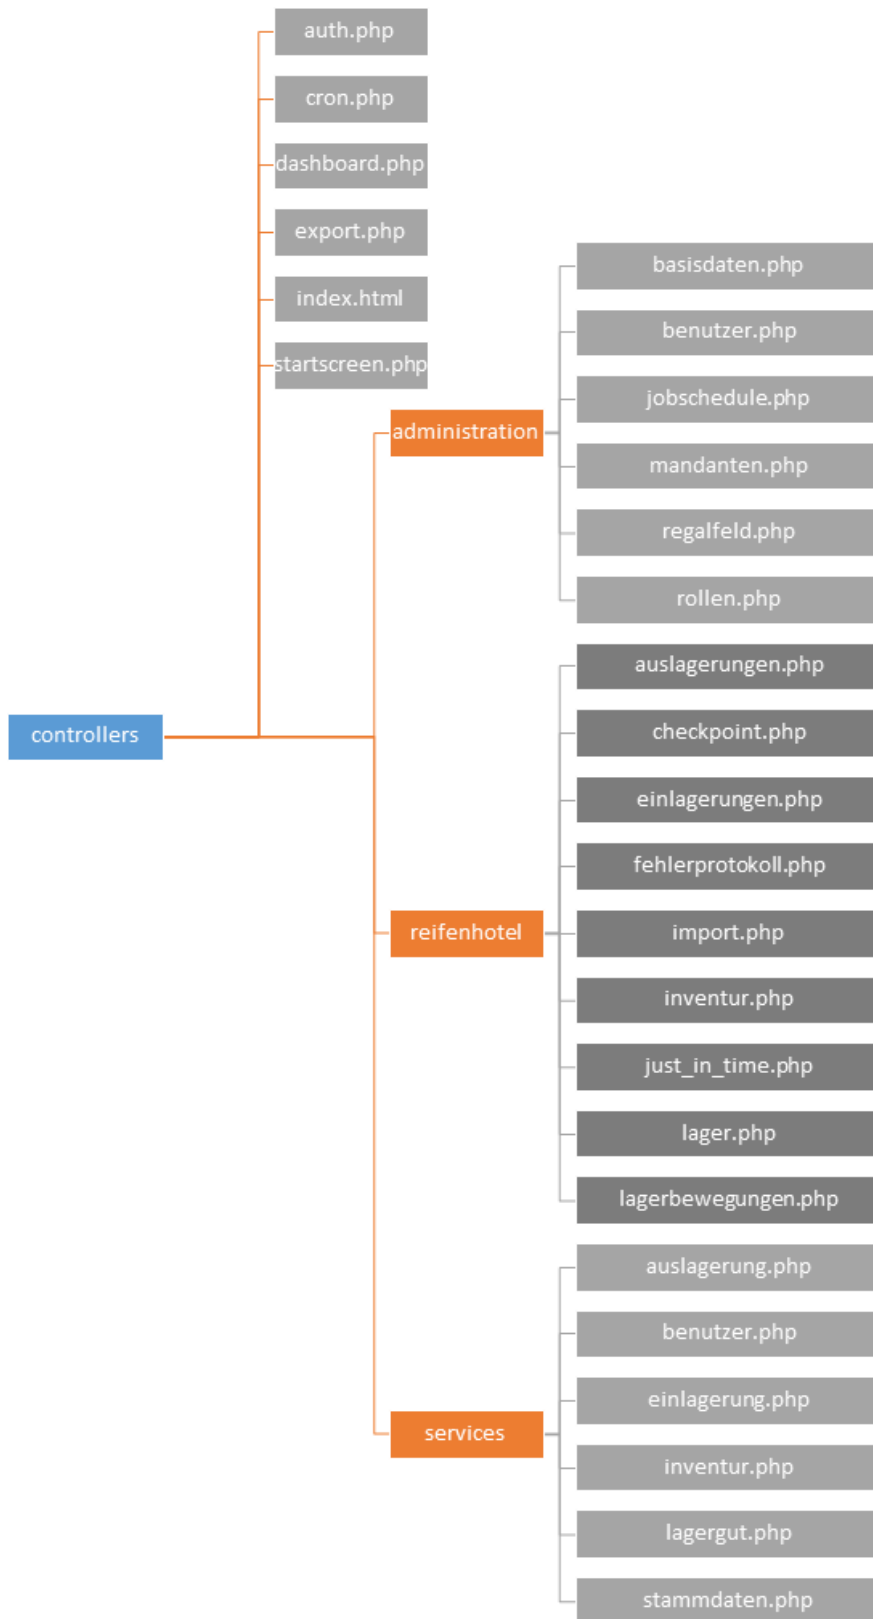 auth.php
cron.php
dashboard.php
export.php
index.html
startscreen.php
controllers
administration
basisdaten.php
benutzer.php
jobschedule.php
mandanten.php
regalfeld.php
rollen.php
reifenhotel
auslagerungen.php
checkpoint.php
einlagerungen.php
fehlerprotokoll.php
import.php
inventur.php
just_in_time.php
lager.php
lagerbewegungen.php
services
auslagerung.php
benutzer.php
einlagerung.php
inventur.php
lagergut.php
stammdaten.php